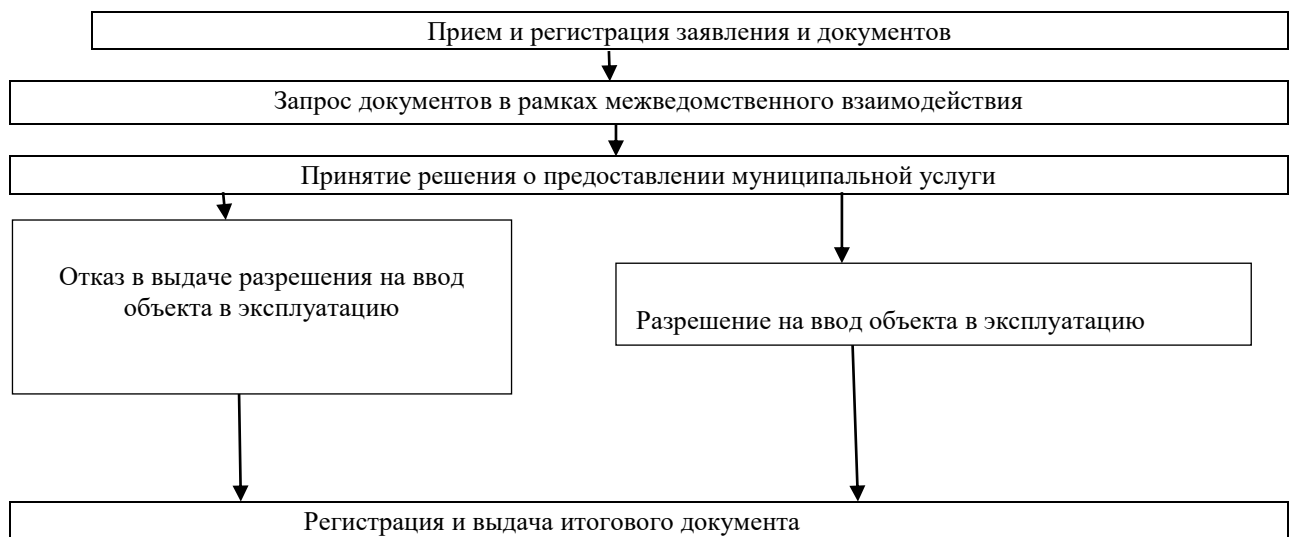 Прием и регистрация заявления и документов
Запрос документов в рамках межведомственного взаимодействия
Принятие решения о предоставлении муниципальной услуги
Отказ в выдаче разрешения на ввод
объекта в эксплуатацию
Разрешение на ввод объекта в эксплуатацию
Регистрация и выдача итогового документа